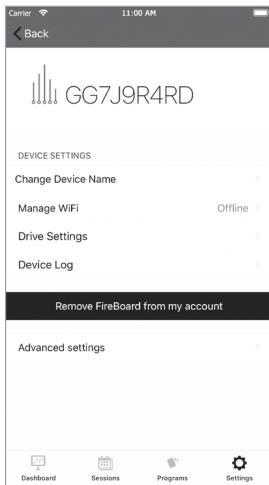 Carrier 11:00 AM
Back
GG7J9R4RD
DEVICE SETTINGS
Change Device Name
Manage WiFi Offline
Drive Settings
Device Log
Remove FireBoard from my account
Advanced settings
Dashboard Sessions Programs Settings